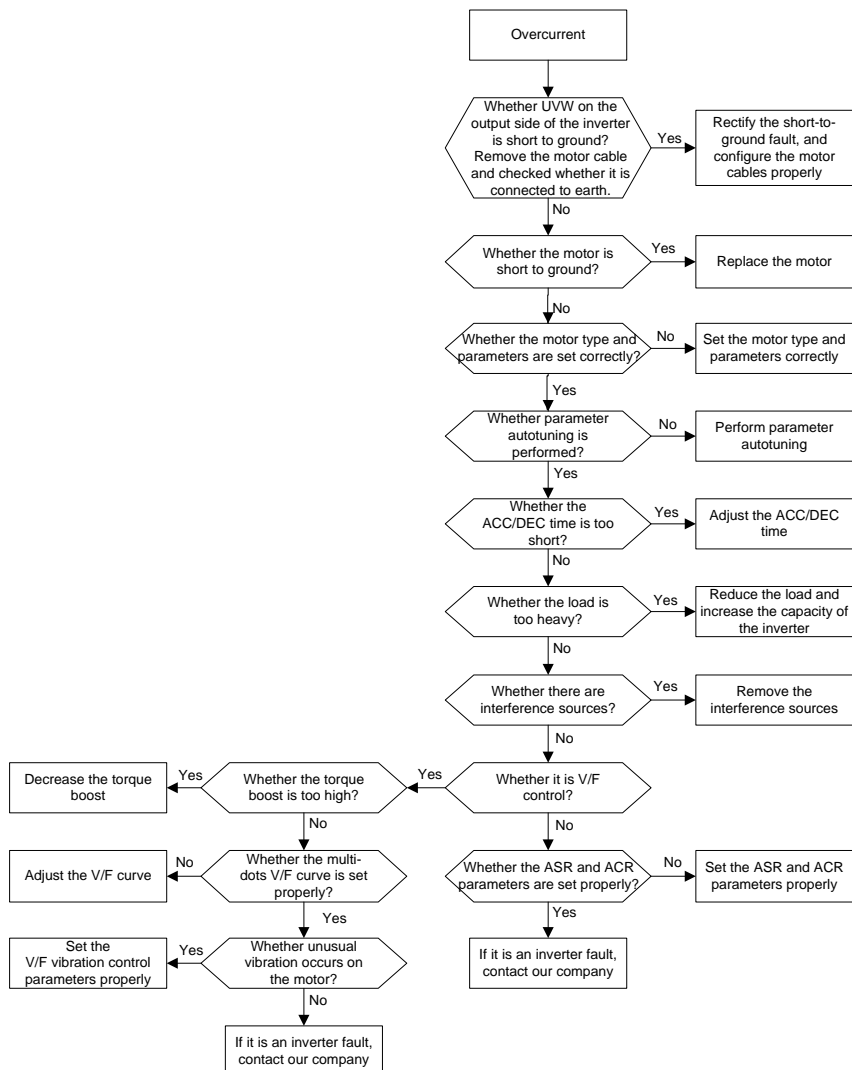 Overcurrent
Whether UVW on the
output side of the inverter
is short to ground?
Remove the motor cable
and checked whether it is
connected to earth.
Yes
Rectify the short-to-
ground fault, and
configure the motor
cables properly
No
Whether the motor is
short to ground?
Yes
Replace the motor
No
Whether the motor type and
parameters are set correctly?
No
Set the motor type and
parameters correctly
Yes
Whether parameter
autotuning is
performed?
No
Perform parameter
autotuning
Yes
Whether the
ACC/DEC time is too
short?
Yes
Adjust the ACC/DEC
time
No
Whether the load is
too heavy?
Yes
Reduce the load and
increase the capacity of
the inverter
No
Whether there are
interference sources?
Yes
Remove the
interference sources
No
Decrease the torque
boost
Yes
Whether the torque
boost is too high?
Yes
Whether it is V/F
control?
No
No
Adjust the V/F curve
No
Whether the multi-
dots V/F curve is set
properly?
Whether the ASR and ACR
parameters are set properly?
No
Set the ASR and ACR
parameters properly
Yes
Yes
Set the
V/F vibration control
parameters properly
Yes
Whether unusual
vibration occurs on
the motor?
If it is an inverter fault,
contact our company
No
If it is an inverter fault,
contact our company